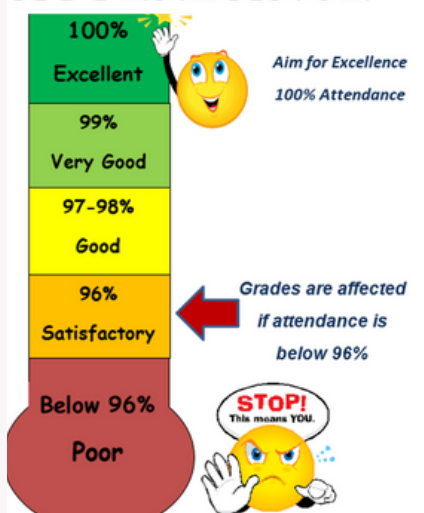 100%
Excellent
Aim for Excellence
100% Attendance
99%
Very Good
97-98%
Good
96%
Satisfactory
Grades are affected
if attendance is
below 96%
Below 96%
Poor
STOP!
This means YOU.